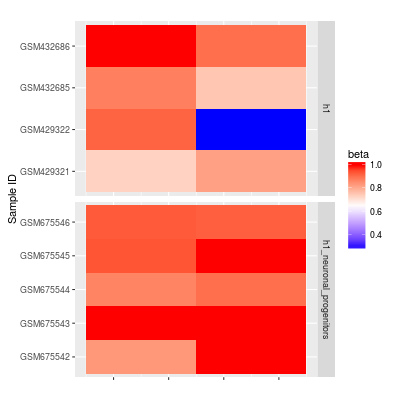 Sample ID
GSM432686
GSM432685
GSM429322
GSM429321
h1
GSM675546
GSM675545
GSM675544
GSM675543
GSM675542
h1_neuronal_progenitors
beta
1.0
0.8
0.6
0.4